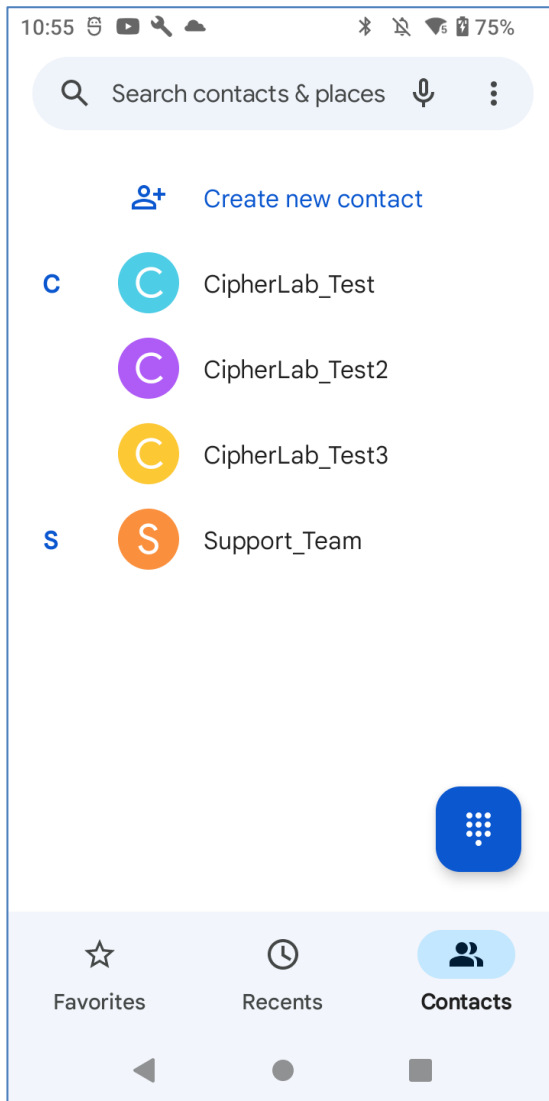 10:55 75%
Search contacts & places
Create new contact
C C CipherLab_Test
C CipherLab_Test2
C CipherLab_Test3
S S Support_Team
Favorites Recents Contacts